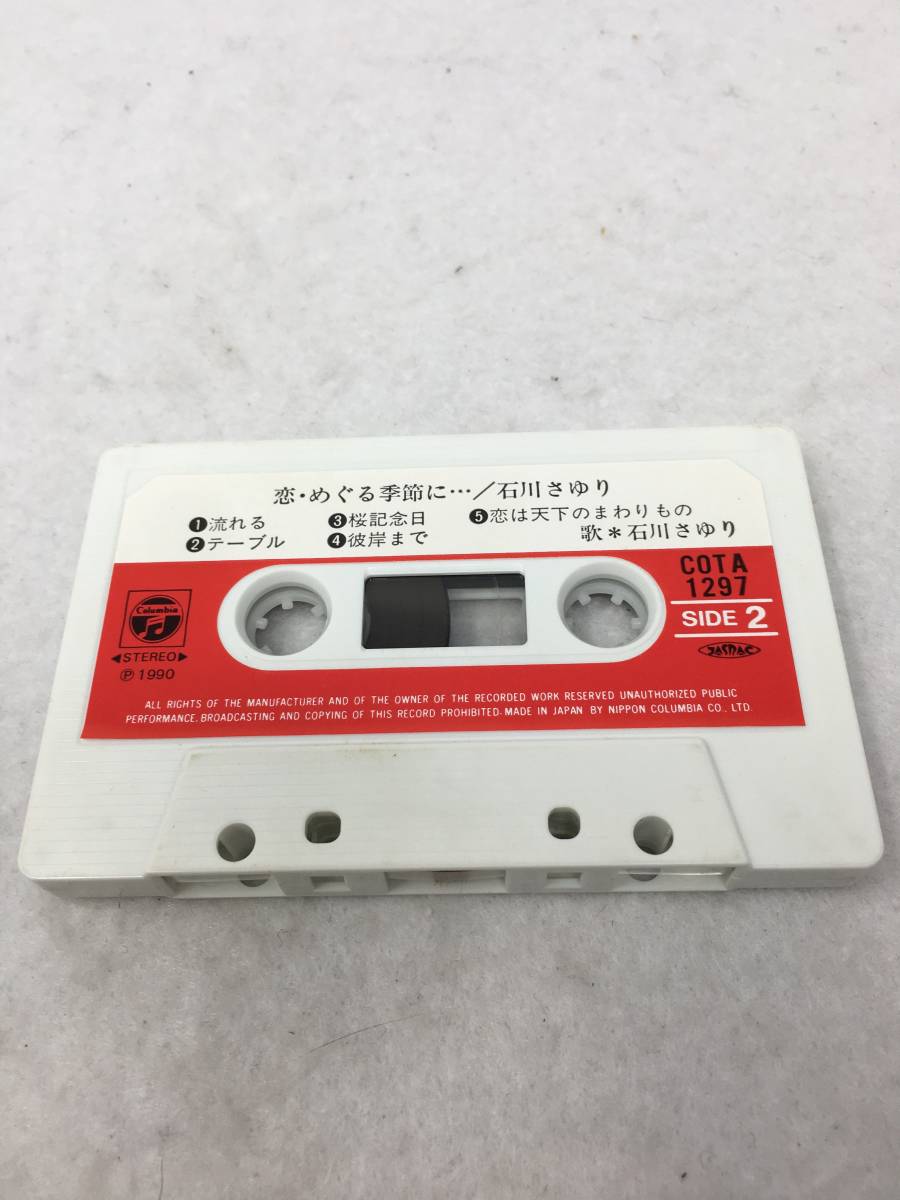 恋・めぐる季節に…／石川さゆり
❶流れる ❸桜記念日 ❺恋は天下のまわりもの
❷テーブル ❹彼岸まで 歌＊石川さゆり
COTA
1297
SIDE 2
JASRAC
Columbia
◀STEREO▶
Ⓟ1990
ALL RIGHTS OF THE MANUFACTURER AND OF THE OWNER OF THE RECORDED WORK RESERVED UNAUTHORIZED PUBLIC
PERFORMANCE. BROADCASTING AND COPYING OF THIS RECORD PROHIBITED. MADE IN JAPAN BY NIPPON COLUMBIA CO., LTD.